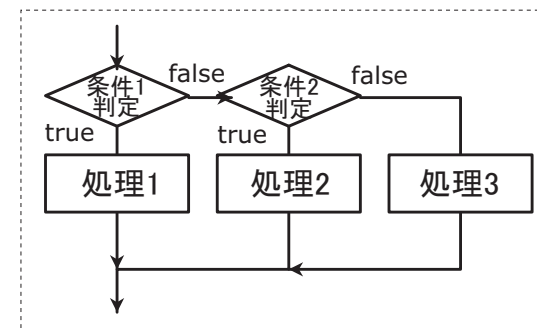 条件1
判定
false
条件2
判定
false
true
true
処理1
処理2
処理3